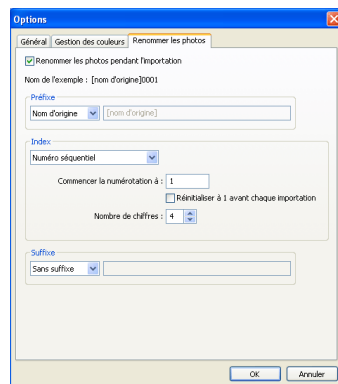 Options
Général Gestion des couleurs Renommer les photos
Renommer les photos pendant l'importation
Nom de l'exemple : [nom d'origine]0001
Préfixe
Nom d'origine [nom d'origine]
Index
Numéro séquentiel
Commencer la numérotation à : 1
Réinitialiser à 1 avant chaque importation
Nombre de chiffres : 4
Suffixe
Sans suffixe
OK Annuler